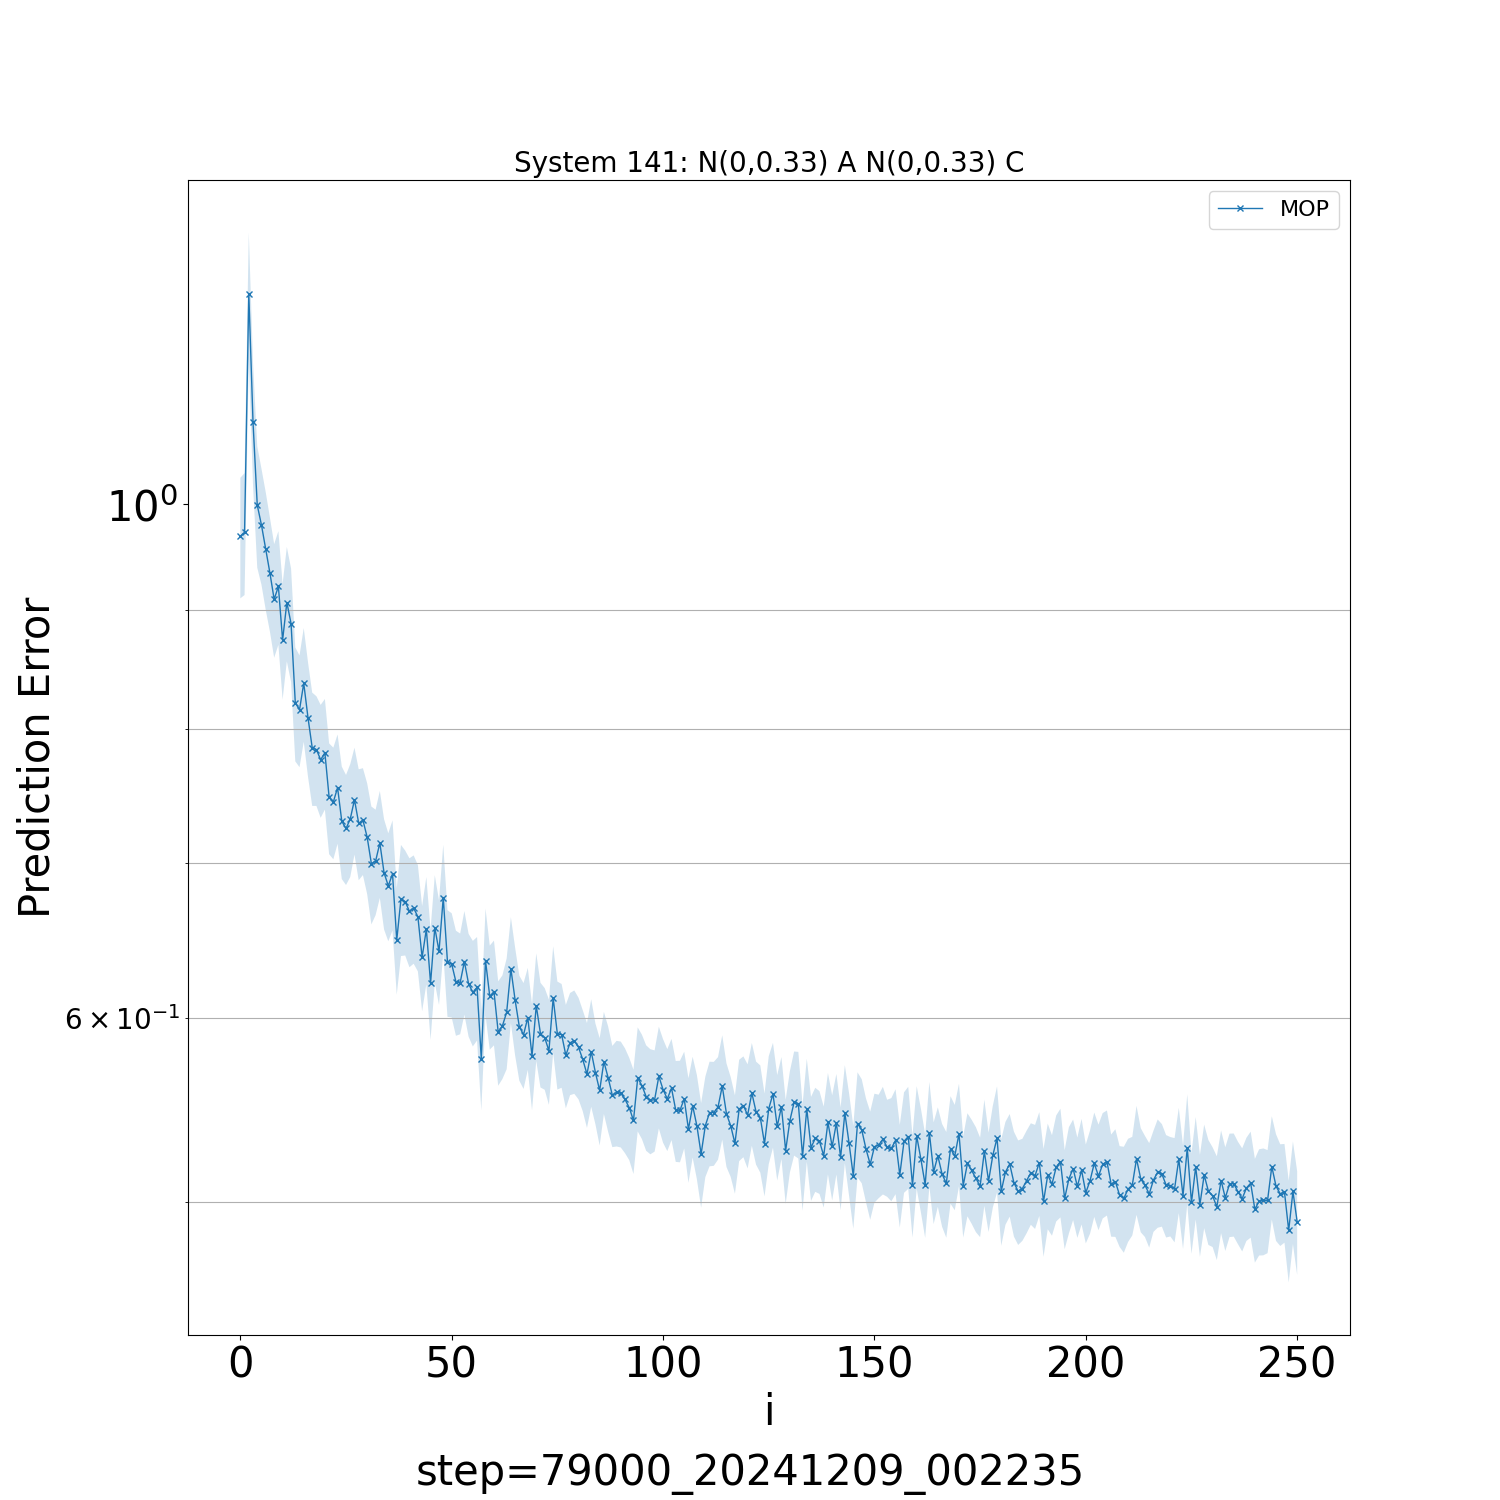 System 141: N(0,0.33) A N(0,0.33) C
MOP
10⁰
6 × 10⁻¹
Prediction Error
0 50 100 150 200 250
i
step=79000_20241209_002235